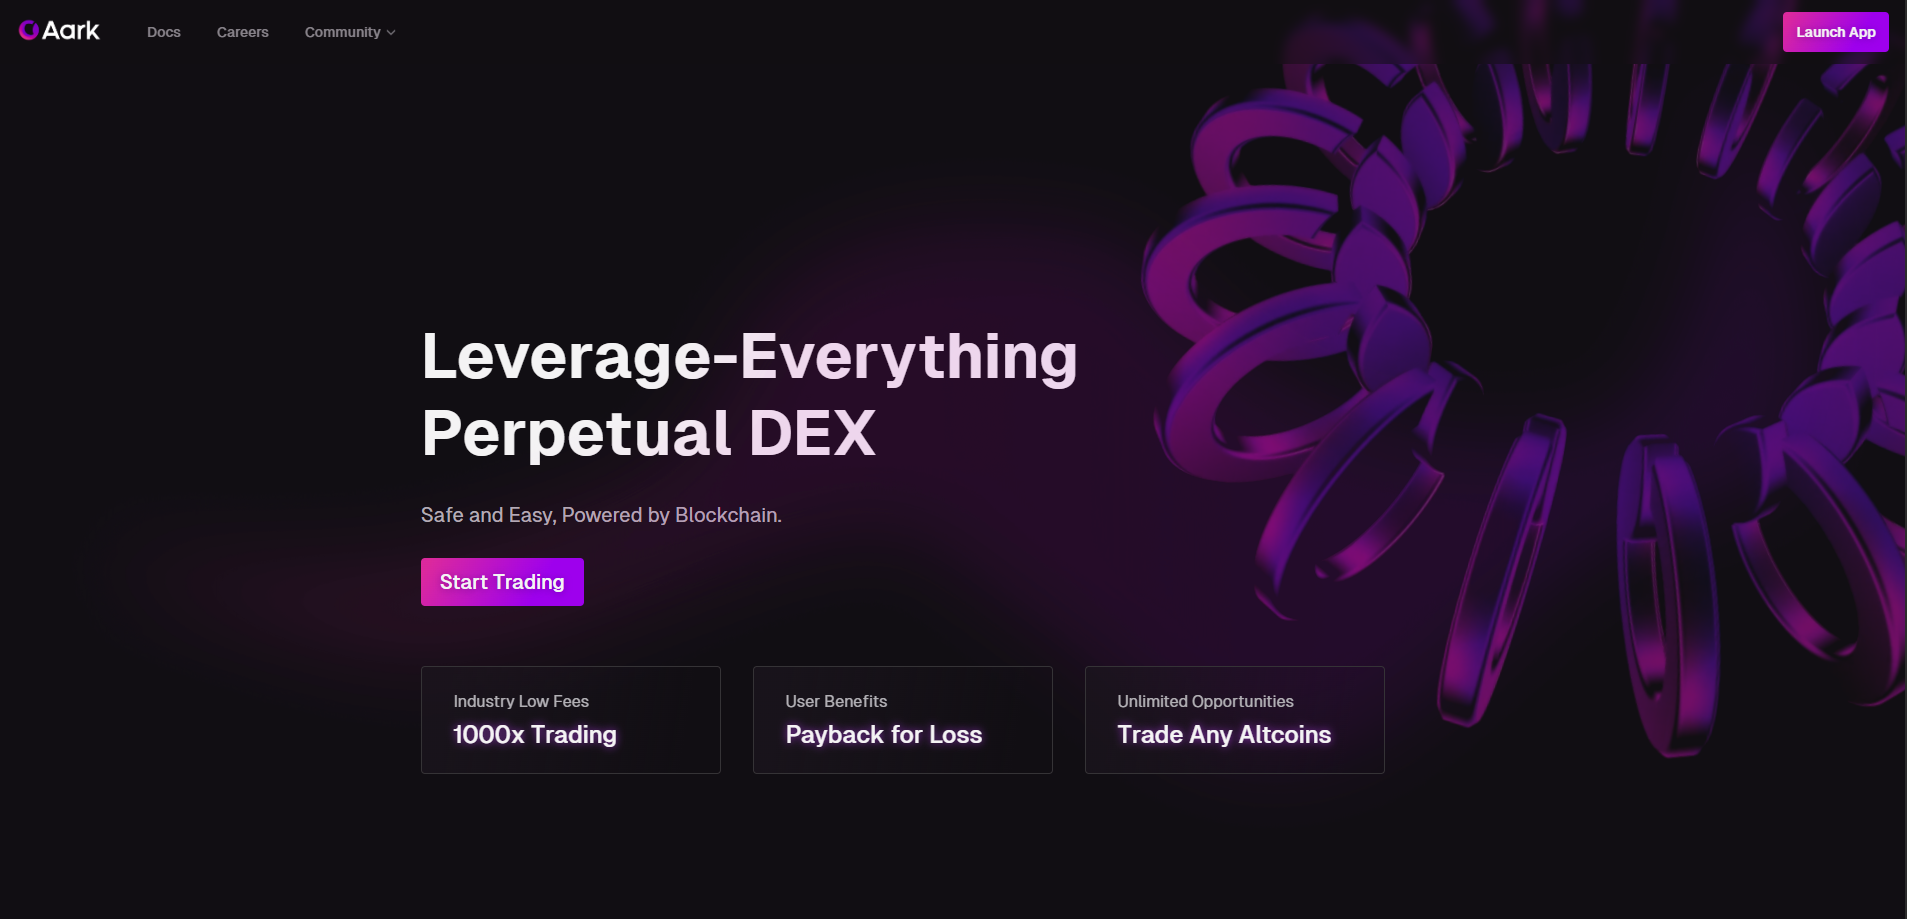 Aark
Docs
Careers
Community
Launch App
Leverage-Everything
Perpetual DEX
Safe and Easy, Powered by Blockchain.
Start Trading
Industry Low Fees
1000x Trading
User Benefits
Payback for Loss
Unlimited Opportunities
Trade Any Altcoins